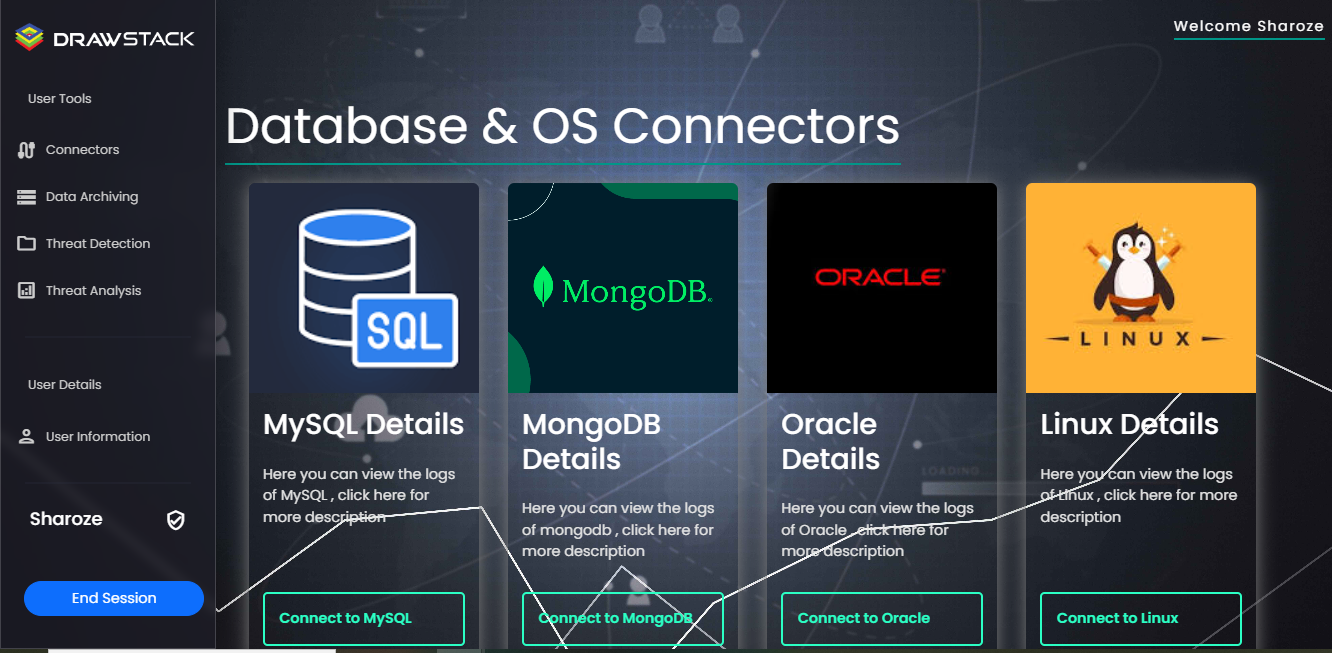 DRAWSTACK
Welcome Sharoze
User Tools
Connectors
Data Archiving
Threat Detection
Threat Analysis
User Details
User Information
Sharoze
End Session
Database & OS Connectors
SQL
MySQL Details
Here you can view the logs
of MySQL , click here for
more description
Connect to MySQL
MongoDB.
MongoDB
Details
Here you can view the logs
of mongodb , click here for
more description
Connect to MongoDB
ORACLE
Oracle
Details
Here you can view the logs
of Oracle , click here for
more description
Connect to Oracle
LINUX
Linux Details
Here you can view the logs
of Linux , click here for more
description
Connect to Linux
LOADING